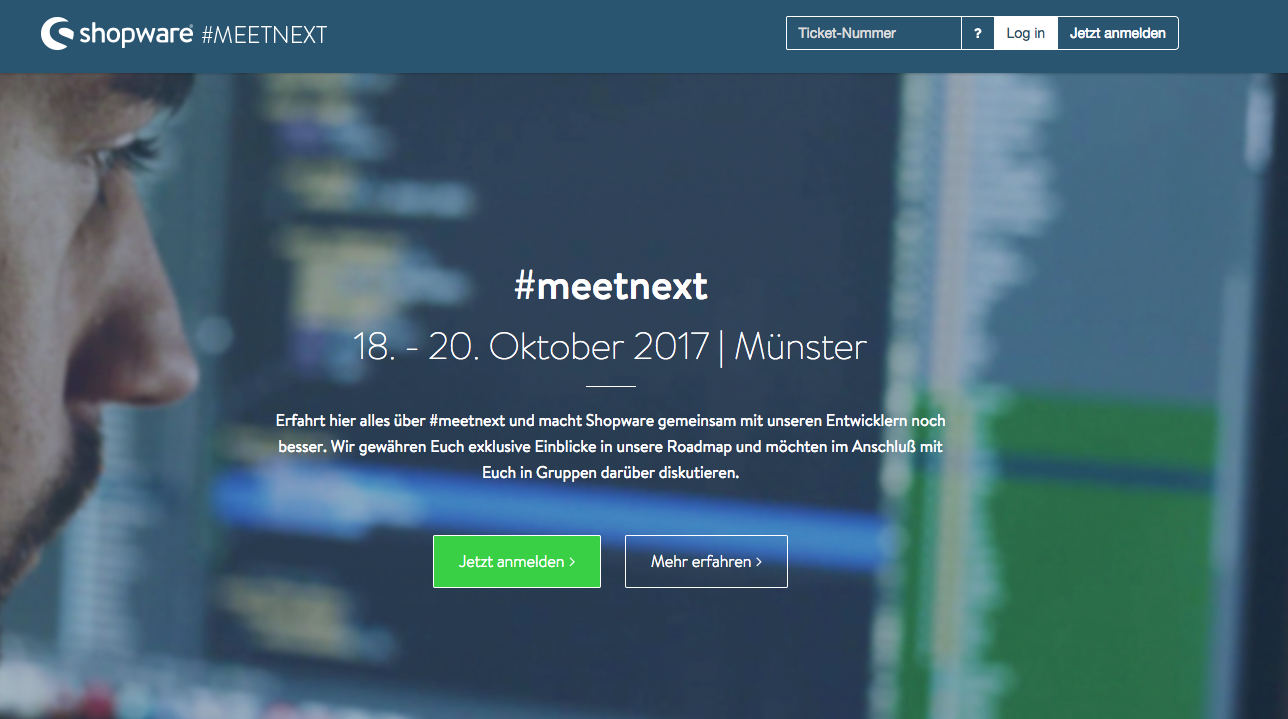 shopware #MEETNEXT
Ticket-Nummer ? Log in Jetzt anmelden
#meetnext
18. - 20. Oktober 2017 | Münster
Erfahrt hier alles über #meetnext und macht Shopware gemeinsam mit unseren Entwicklern noch
besser. Wir gewähren Euch exklusive Einblicke in unsere Roadmap und möchten im Anschluß mit
Euch in Gruppen darüber diskutieren.
Jetzt anmelden > Mehr erfahren >